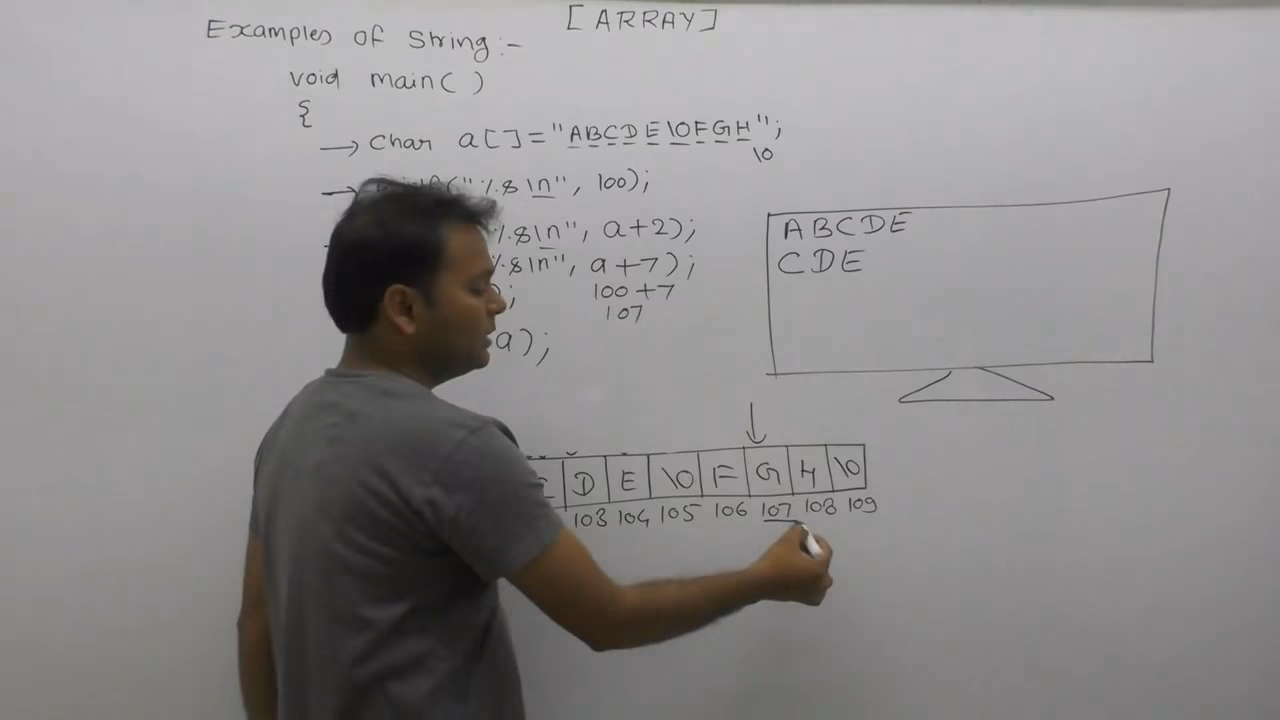 [ARRAY]
Examples of String:-
void main( )
{
→ char a[ ] = "ABCDE\0FGH";
\0
→ ("%s\n", 100);
%s\n", a+2);
%s\n", a+7);
); 100+7
107
a);
ABCDE
CDE
D E \0 F G H \0
103 104 105 106 107 108 109